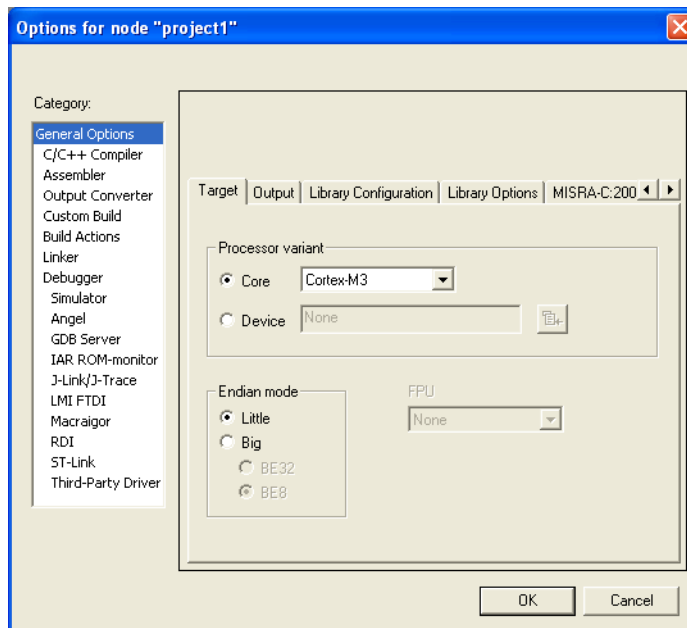 Options for node "project1"
Category:
General Options
C/C++ Compiler
Assembler
Output Converter
Custom Build
Build Actions
Linker
Debugger
Simulator
Angel
GDB Server
IAR ROM-monitor
J-Link/J-Trace
LMI FTDI
Macraigor
RDI
ST-Link
Third-Party Driver
Target Output Library Configuration Library Options MISRA-C:200
Processor variant
Core Cortex-M3
Device None
Endian mode
Little
Big
BE32
BE8
FPU
None
OK Cancel